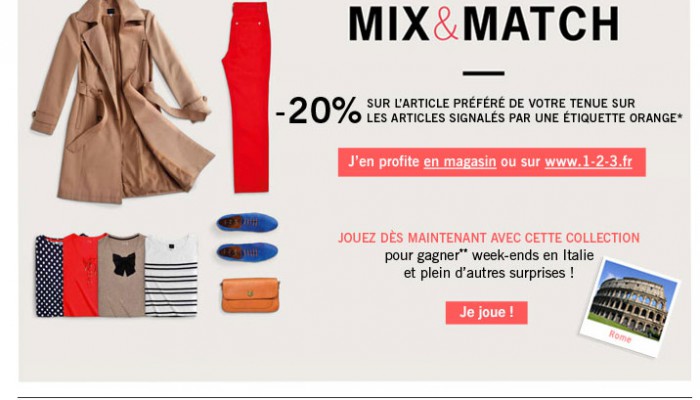 MIX&MATCH
-20% SUR L'ARTICLE PRÉFÉRÉ DE VOTRE TENUE SUR
LES ARTICLES SIGNALÉS PAR UNE ÉTIQUETTE ORANGE*
J'en profite en magasin ou sur www.1-2-3.fr
JOUEZ DÈS MAINTENANT AVEC CETTE COLLECTION
pour gagner** week-ends en Italie
et plein d'autres surprises !
Je joue !
Rome